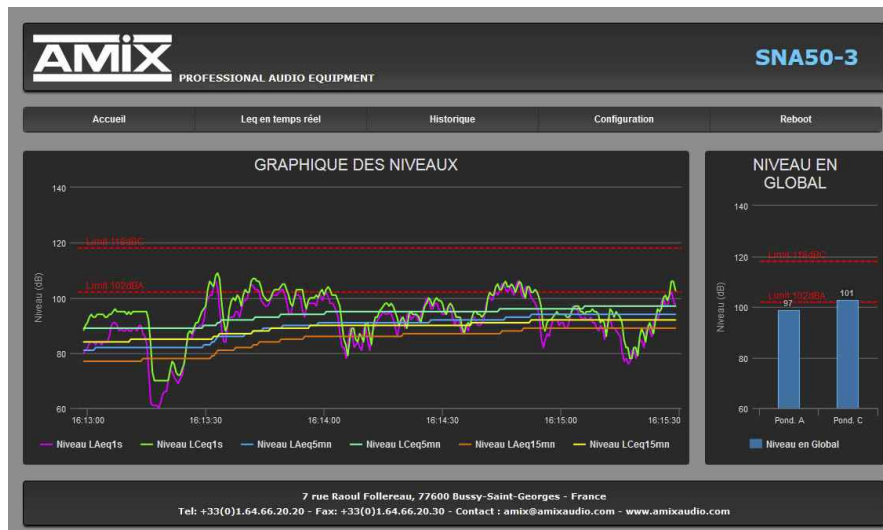 AMIX
PROFESSIONAL AUDIO EQUIPMENT
SNA50-3
Accueil
Leq en temps réel
Historique
Configuration
Reboot
GRAPHIQUE DES NIVEAUX
140
120
100
80
60
Niveau (dB)
Limit 118dBC
Limit 102dBA
16:13:00
16:13:30
16:14:00
16:14:30
16:15:00
16:15:30
Niveau LAeq1s
Niveau LCeq1s
Niveau LAeq5mn
Niveau LCeq5mn
Niveau LAeq15mn
Niveau LCeq15mn
NIVEAU EN
GLOBAL
140
120
100
80
60
Niveau (dB)
Limit 118dBC
Limit 102dBA
97
101
Pond. A
Pond. C
Niveau en Global
7 rue Raoul Follereau, 77600 Bussy-Saint-Georges - France
Tel: +33(0)1.64.66.20.20 - Fax: +33(0)1.64.66.20.30 - Contact : amix@amixaudio.com - www.amixaudio.com